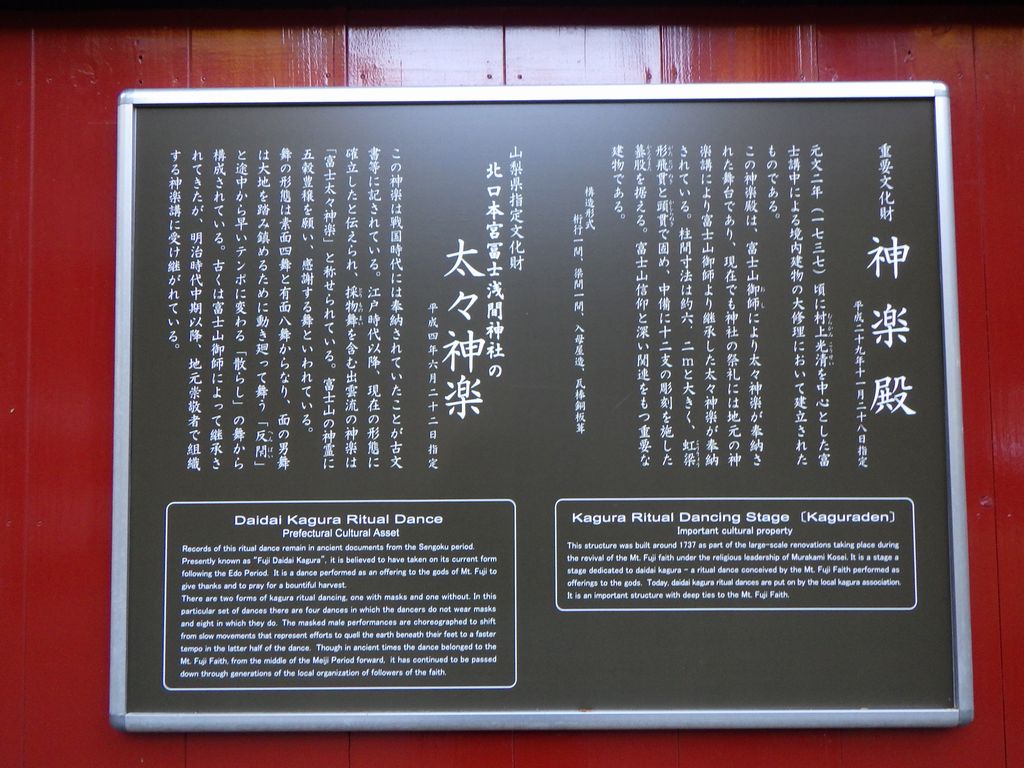 重要文化財
神楽殿
平成二十九年十一月二十八日指定
元文二年(一七三七)頃に村上光清を中心とした富
士講中による境内建物の大修理において建立された
ものである。
この神楽殿は、富士山御師により太々神楽が奉納さ
れた舞台であり、現在でも神社の祭礼には地元の神
楽講により富士山御師より継承した太々神楽が奉納
されている。柱間寸法は約六、二mと大きく、虹梁
形飛貫と頭貫で固め、中備に十二支の彫刻を施した
蟇股を据える。富士山信仰と深い関連をもつ重要な
建物である。
構造形式
桁行一間、梁間一間、入母屋造、瓦棒銅板葺
山梨県指定文化財
北口本宮冨士浅間神社の
太々神楽
平成四年六月二十二日指定
この神楽は戦国時代には奉納されていたことが古文
書等に記されている。江戸時代以降、現在の形態に
確立したと伝えられ、採物舞を含む出雲流の神楽は
「富士太々神楽」と称せられている。富士山の神霊に
五穀豊穣を願い、感謝する舞といわれている。
舞の形態は素面四舞と有面八舞からなり、面の男舞
は大地を踏み鎮めるために動き廻って舞う「反閇」
と途中から早いテンポに変わる「散らし」の舞から
構成されている。古くは富士山御師によって継承さ
れてきたが、明治時代中期以降、地元崇敬者で組織
する神楽講に受け継がれている。
Kagura Ritual Dancing Stage〔Kaguraden〕
Important cultural property
This structure was built around 1737 as part of the large-scale renovations taking place during
the revival of the Mt. Fuji faith under the religious leadership of Murakami Kosei. It is a stage a
stage dedicated to daidai kagura – a ritual dance conceived by the Mt. Fuji Faith performed as
offerings to the gods. Today, daidai kagura ritual dances are put on by the local kagura association.
It is an important structure with deep ties to the Mt. Fuji Faith.
Daidai Kagura Ritual Dance
Prefectural Cultural Asset
Records of this ritual dance remain in ancient documents from the Sengoku period.
Presently known as "Fuji Daidai Kagura", it is believed to have taken on its current form
following the Edo Period. It is a dance performed as an offering to the gods of Mt. Fuji to
give thanks and to pray for a bountiful harvest.
There are two forms of kagura ritual dancing, one with masks and one without. In this
particular set of dances there are four dances in which the dancers do not wear masks
and eight in which they do. The masked male performances are choreographed to shift
from slow movements that represent efforts to quell the earth beneath their feet to a faster
tempo in the latter half of the dance. Though in ancient times the dance belonged to the
Mt. Fuji Faith, from the middle of the Meiji Period forward, it has continued to be passed
down through generations of the local organization of followers of the faith.